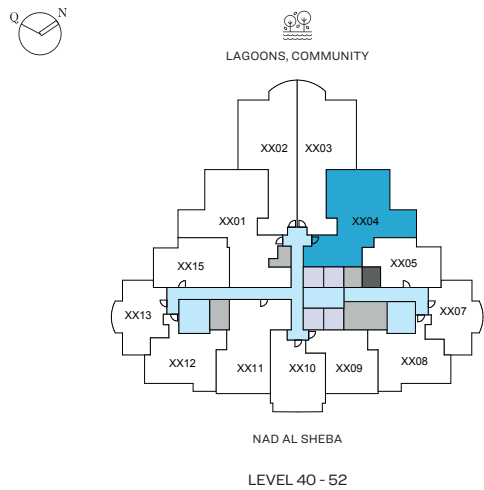 Q N
LAGOONS, COMMUNITY
XX02 XX03
XX01 XX04
XX15 XX05
XX13 XX07
XX12 XX11 XX10 XX09 XX08
NAD AL SHEBA
LEVEL 40 - 52